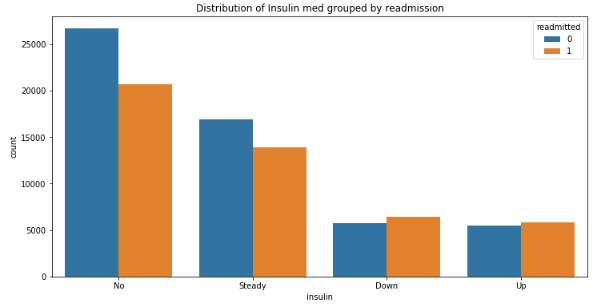 Distribution of Insulin med grouped by readmission
readmitted
0
1
count
25000
20000
15000
10000
5000
0
No Steady Down Up
insulin